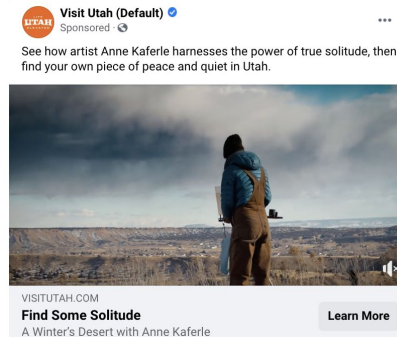 Visit Utah (Default)
Sponsored ·
UTAH
See how artist Anne Kaferle harnesses the power of true solitude, then
find your own piece of peace and quiet in Utah.
VISITUTAH.COM
Find Some Solitude
Learn More
A Winter's Desert with Anne Kaferle